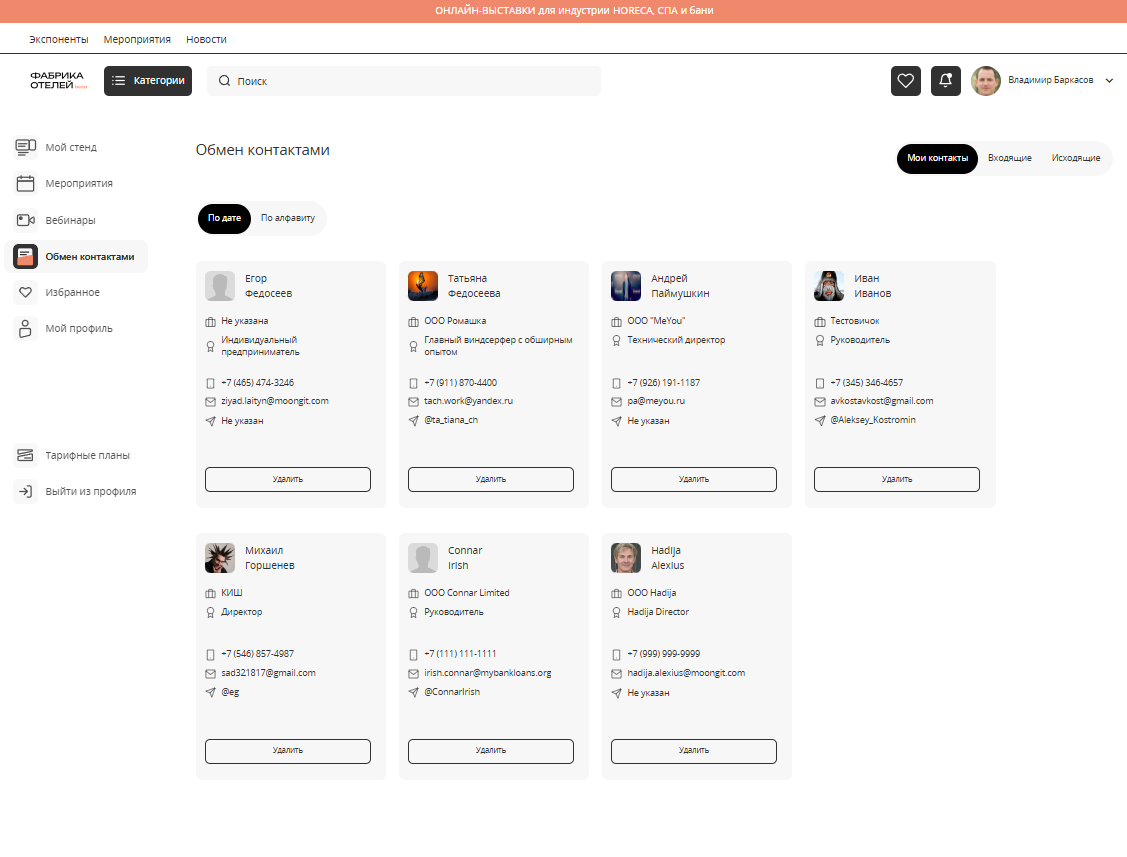 ОНЛАЙН-ВЫСТАВКИ для индустрии HORECA, СПА и бани
Экспоненты Мероприятия Новости
ФАБРИКА
ОТЕЛЕЙ beta
Категории
Поиск
Владимир Баркасов
Мой стенд
Мероприятия
Вебинары
Обмен контактами
Избранное
Мой профиль
Тарифные планы
Выйти из профиля
Обмен контактами
Мои контакты Входящие Исходящие
По дате По алфавиту
Егор
Федосеев
Не указана
Индивидуальный
предприниматель
+7 (465) 474-3246
ziyad.laityn@moongit.com
Не указан
Удалить
Татьяна
Федосеева
ООО Ромашка
Главный виндсерфер с обширным
опытом
+7 (911) 870-4400
tach.work@yandex.ru
@ta_tiana_ch
Удалить
Андрей
Паймушкин
ООО "MeYou"
Технический директор
+7 (926) 191-1187
pa@meyou.ru
Не указан
Удалить
Иван
Иванов
Тестовичок
Руководитель
+7 (345) 346-4657
avkostavkost@gmail.com
@Aleksey_Kostromin
Удалить
Михаил
Горшенев
КИШ
Директор
+7 (546) 857-4987
sad321817@gmail.com
@eg
Удалить
Connar
Irish
ООО Connar Limited
Руководитель
+7 (111) 111-1111
irish.connar@mybankloans.org
@ConnarIrish
Удалить
Hadija
Alexius
ООО Hadija
Hadija Director
+7 (999) 999-9999
hadija.alexius@moongit.com
Не указан
Удалить